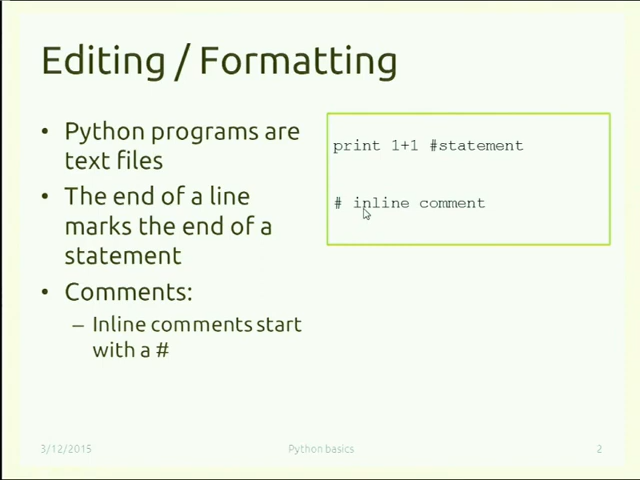 Editing / Formatting
• Python programs are
text files
• The end of a line
marks the end of a
statement
• Comments:
– Inline comments start
with a #
print 1+1 #statement
# inline comment
3/12/2015
Python basics
2